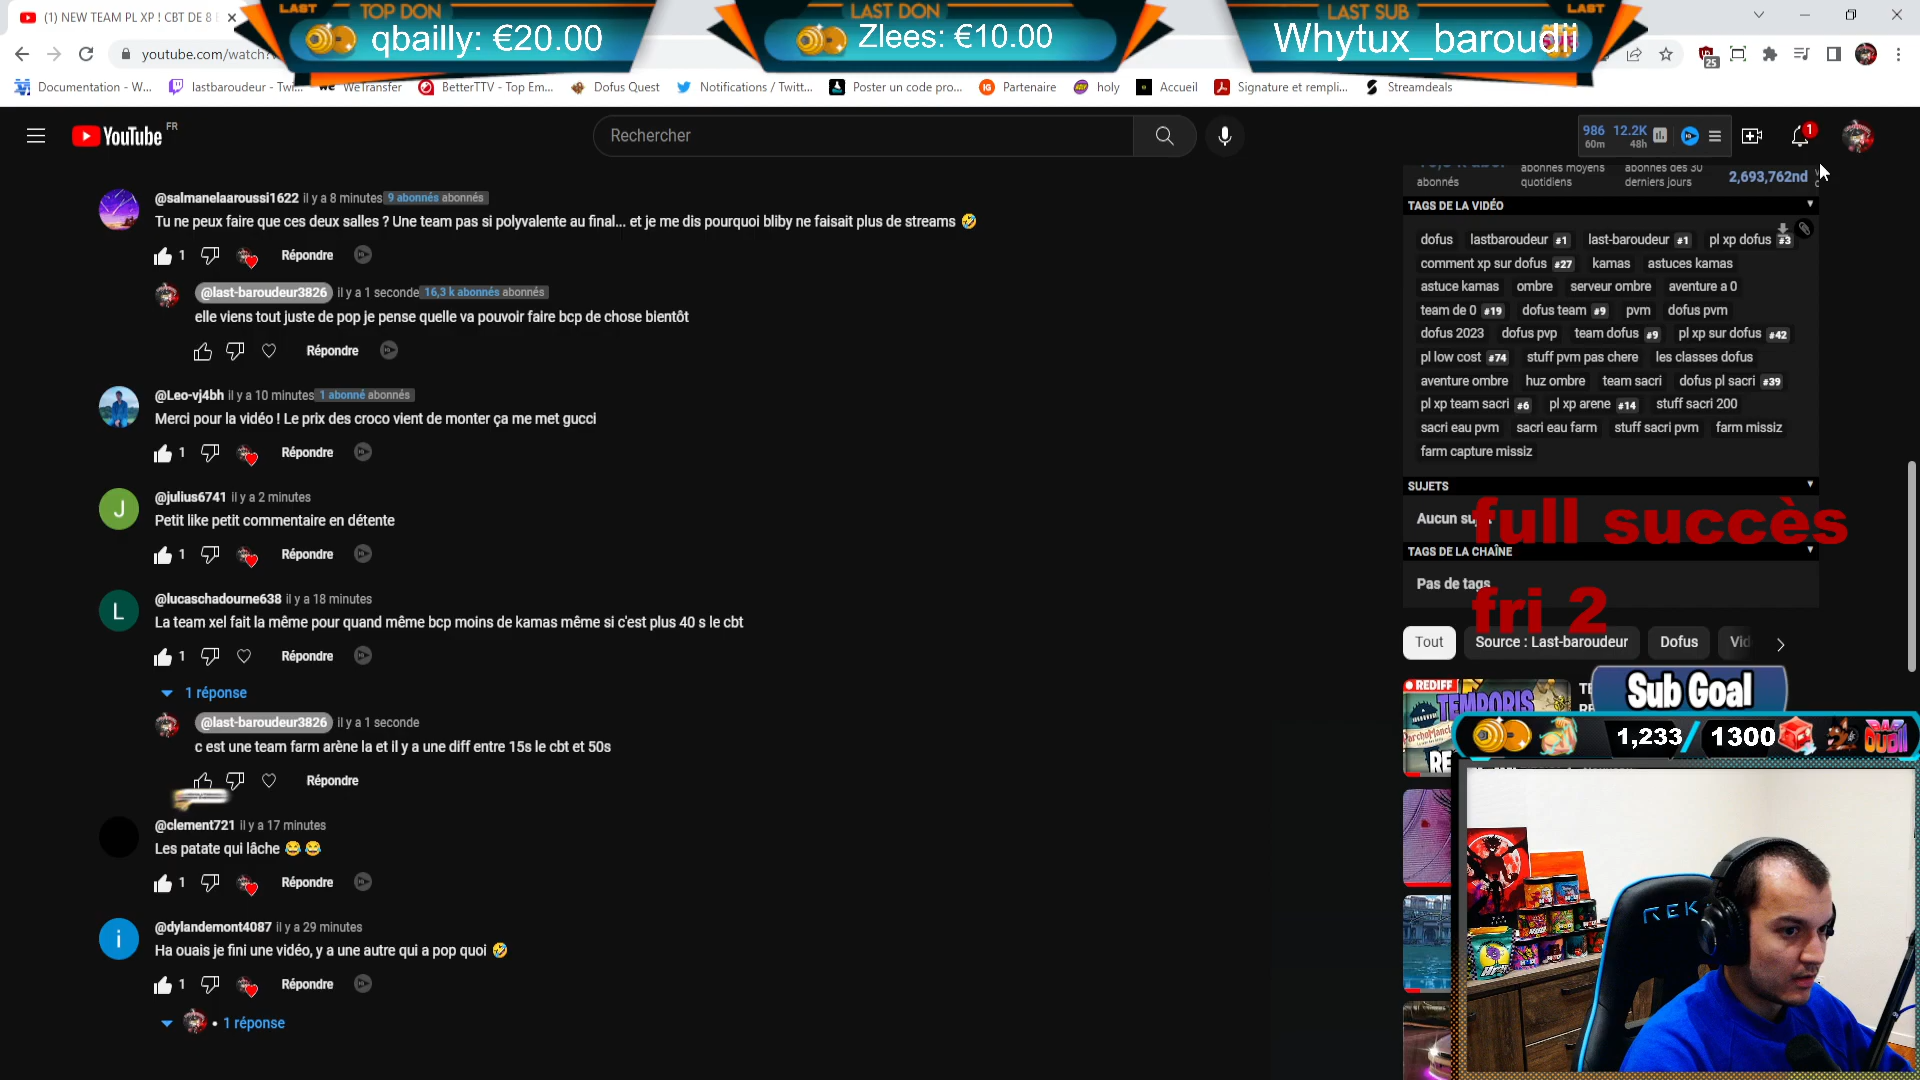 (1) NEW TEAM PL XP ! CBT DE 8
LAST TOP DON
qbailly: €20.00
LAST DON
Zlees: €10.00
LAST SUB LAST
Whytux_baroudii
youtube.com/watch?
25
Documentation - W...
lastbaroudeur - Twi...
WeTransfer
BetterTTV - Top Em...
Dofus Quest
Notifications / Twitt...
Poster un code pro...
Partenaire
holy
Accueil
Signature et rempli...
Streamdeals
YouTube FR
Rechercher
986 12.2K
60m 48h
1
@salmanelaaroussi1622 il y a 8 minutes 9 abonnés abonnés
Tu ne peux faire que ces deux salles ? Une team pas si polyvalente au final... et je me dis pourquoi bliby ne faisait plus de streams 🤣
1 Répondre
@last-baroudeur3826 il y a 1 seconde 16,3 k abonnés abonnés
elle viens tout juste de pop je pense quelle va pouvoir faire bcp de chose bientôt
Répondre
@Leo-vj4bh il y a 10 minutes 1 abonné abonnés
Merci pour la vidéo ! Le prix des croco vient de monter ça me met gucci
1 Répondre
J
@julius6741 il y a 2 minutes
Petit like petit commentaire en détente
1 Répondre
L
@lucaschadourne638 il y a 18 minutes
La team xel fait la même pour quand même bcp moins de kamas même si c'est plus 40 s le cbt
1 Répondre
1 réponse
@last-baroudeur3826 il y a 1 seconde
c est une team farm arène la et il y a une diff entre 15s le cbt et 50s
Répondre
@clement721 il y a 17 minutes
Les patate qui lâche 😂 😂
1 Répondre
i
@dylandemont4087 il y a 29 minutes
Ha ouais je fini une vidéo, y a une autre qui a pop quoi 🤣
1 Répondre
• 1 réponse
abonnés
abonnés moyens quotidiens
abonnés des 30 derniers jours
2,693,762nd
TAGS DE LA VIDÉO
dofus lastbaroudeur #1 last-baroudeur #1 pl xp dofus #3
comment xp sur dofus #27 kamas astuces kamas
astuce kamas ombre serveur ombre aventure a 0
team de 0 #19 dofus team #9 pvm dofus pvm
dofus 2023 dofus pvp team dofus #9 pl xp sur dofus #42
pl low cost #74 stuff pvm pas chere les classes dofus
aventure ombre huz ombre team sacri dofus pl sacri #39
pl xp team sacri #6 pl xp arene #14 stuff sacri 200
sacri eau pvm sacri eau farm stuff sacri pvm farm missiz
farm capture missiz
SUJETS
Aucun sujet
full succès
TAGS DE LA CHAÎNE
Pas de tags
fri 2
Tout Source : Last-baroudeur Dofus Vid
REDIFF
TEMPORIS
Sub Goal
1,233 / 1300
REK